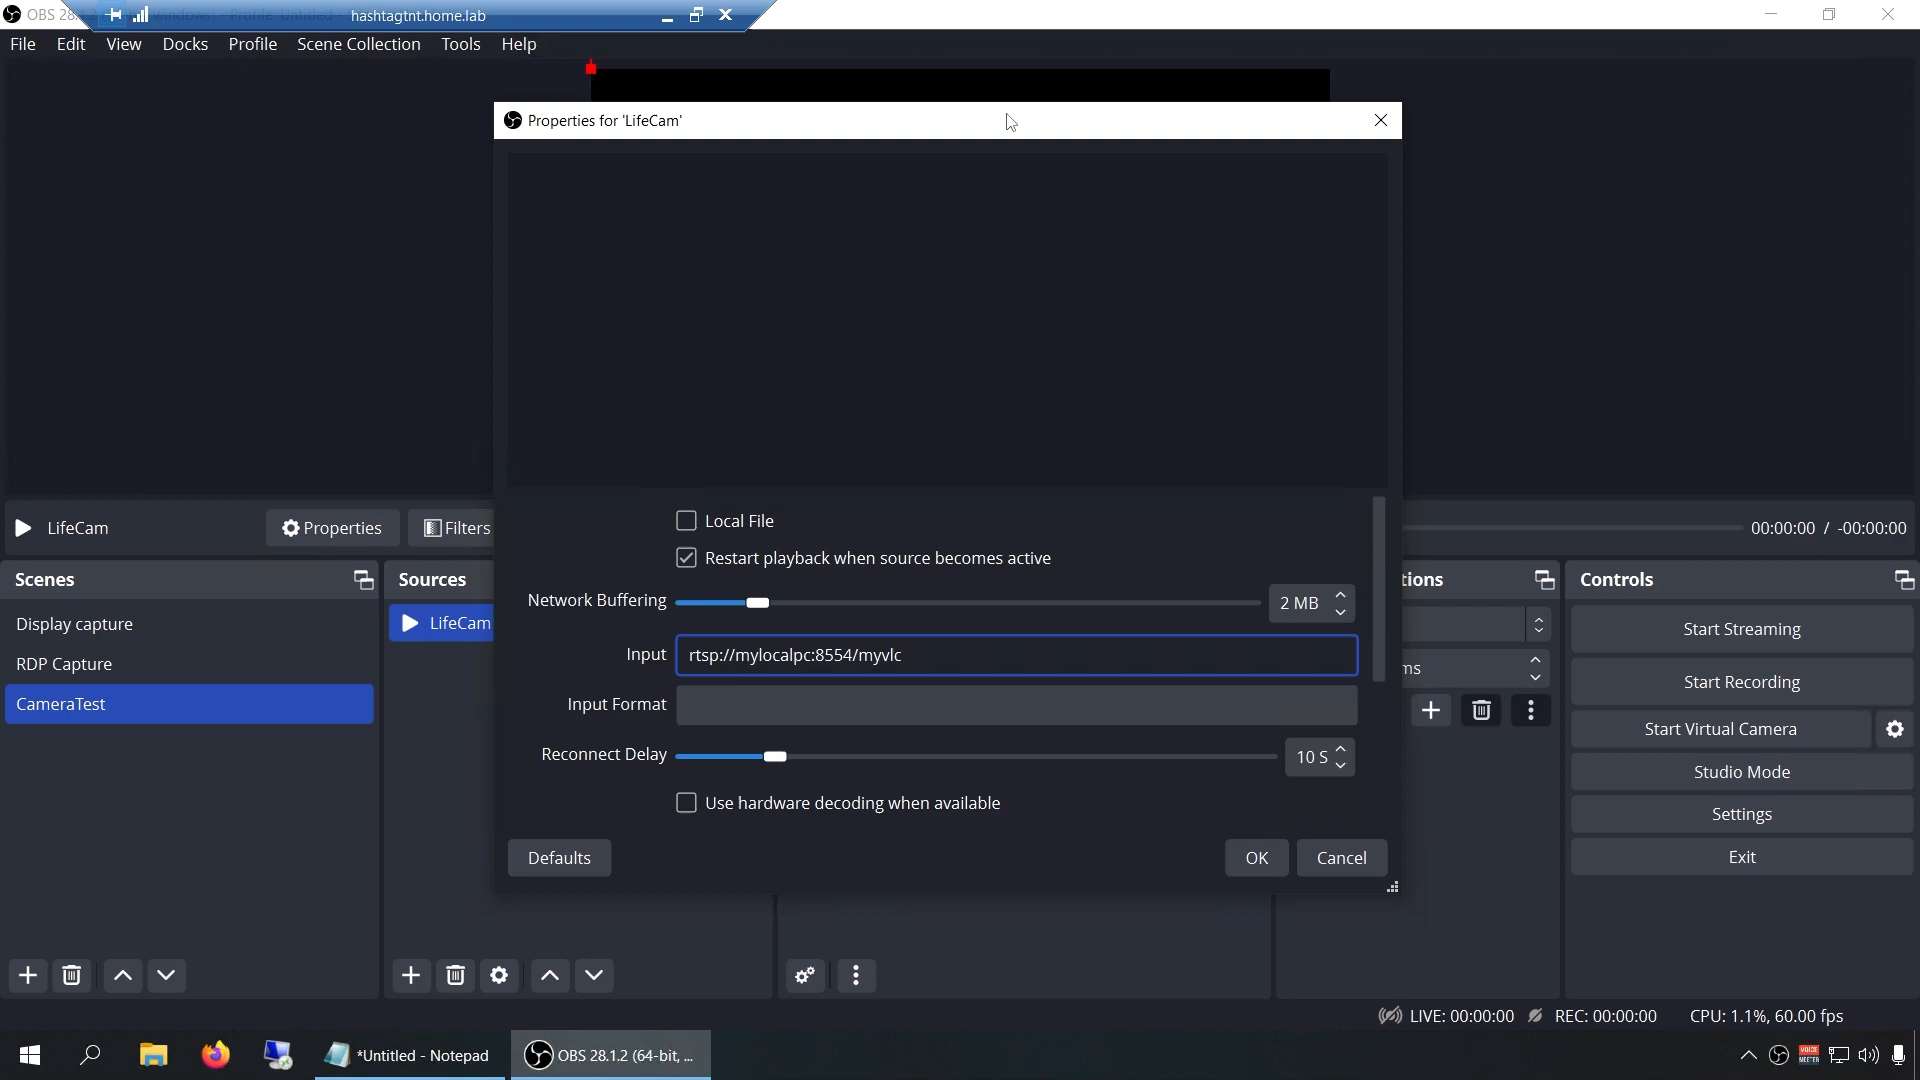 OBS 28.
hashtagtnt.home.lab
File Edit View Docks Profile Scene Collection Tools Help
Properties for 'LifeCam'
Local File
Restart playback when source becomes active
Network Buffering 2 MB
Input rtsp://mylocalpc:8554/myvlc
Input Format
Reconnect Delay 10 S
Use hardware decoding when available
Defaults OK Cancel
LifeCam Properties Filters
00:00:00 / -00:00:00
Scenes
Display capture
RDP Capture
CameraTest
Sources
LifeCam
tions
ms
Controls
Start Streaming
Start Recording
Start Virtual Camera
Studio Mode
Settings
Exit
LIVE: 00:00:00 REC: 00:00:00 CPU: 1.1%, 60.00 fps
*Untitled - Notepad
OBS 28.1.2 (64-bit, ...